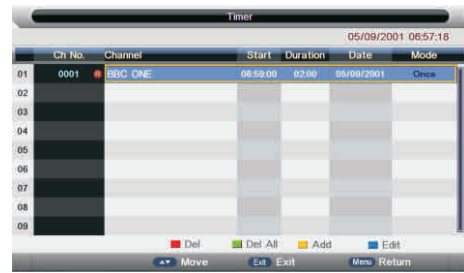 Timer
05/09/2001 06:57:18
Ch No. Channel Start Duration Date Mode
01 0001 R BBC ONE 06:59:00 02:00 05/09/2001 Once
02
03
04
05
06
07
08
09
Del Del All Add Edit
Move Exit Exit Menu Return